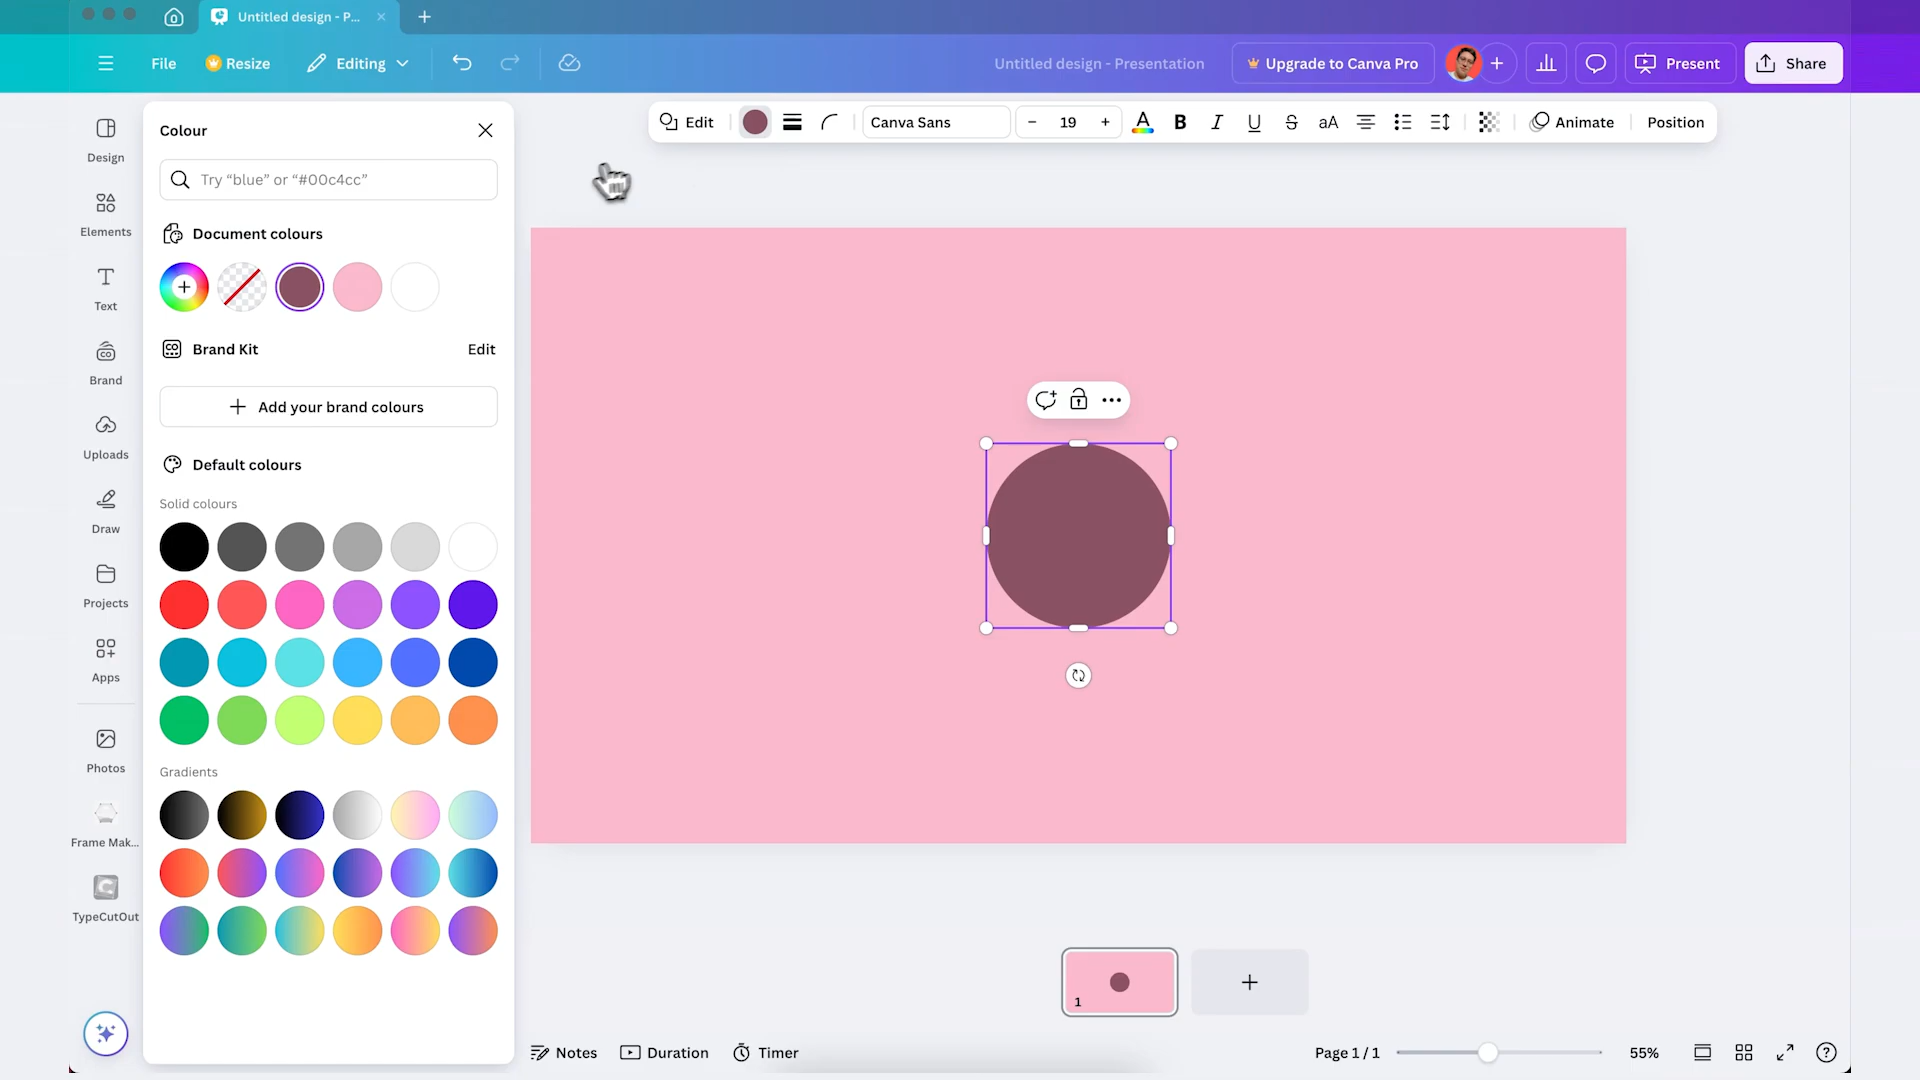 Untitled design - P...
File
Resize
Editing
Untitled design - Presentation
Upgrade to Canva Pro
Present
Share
Design
Elements
Text
Brand
Uploads
Draw
Projects
Apps
Photos
Frame Mak...
TypeCutOut
Colour
Try “blue” or “#00c4cc”
Document colours
Brand Kit
Edit
Add your brand colours
Default colours
Solid colours
Gradients
Edit
Canva Sans
19
A
B
I
U
S
aA
Animate
Position
1
Notes
Duration
Timer
Page 1 / 1
55%